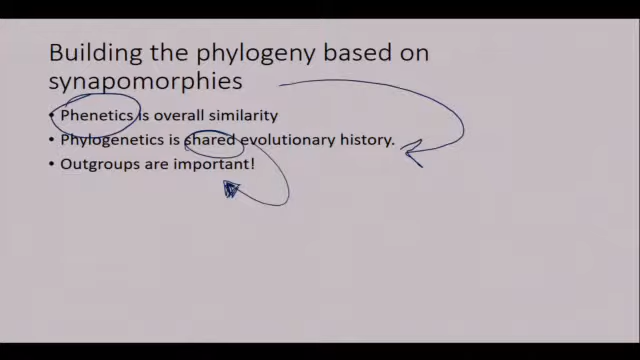 Building the phylogeny based on
synapomorphies
• Phenetics is overall similarity
• Phylogenetics is shared evolutionary history.
• Outgroups are important!